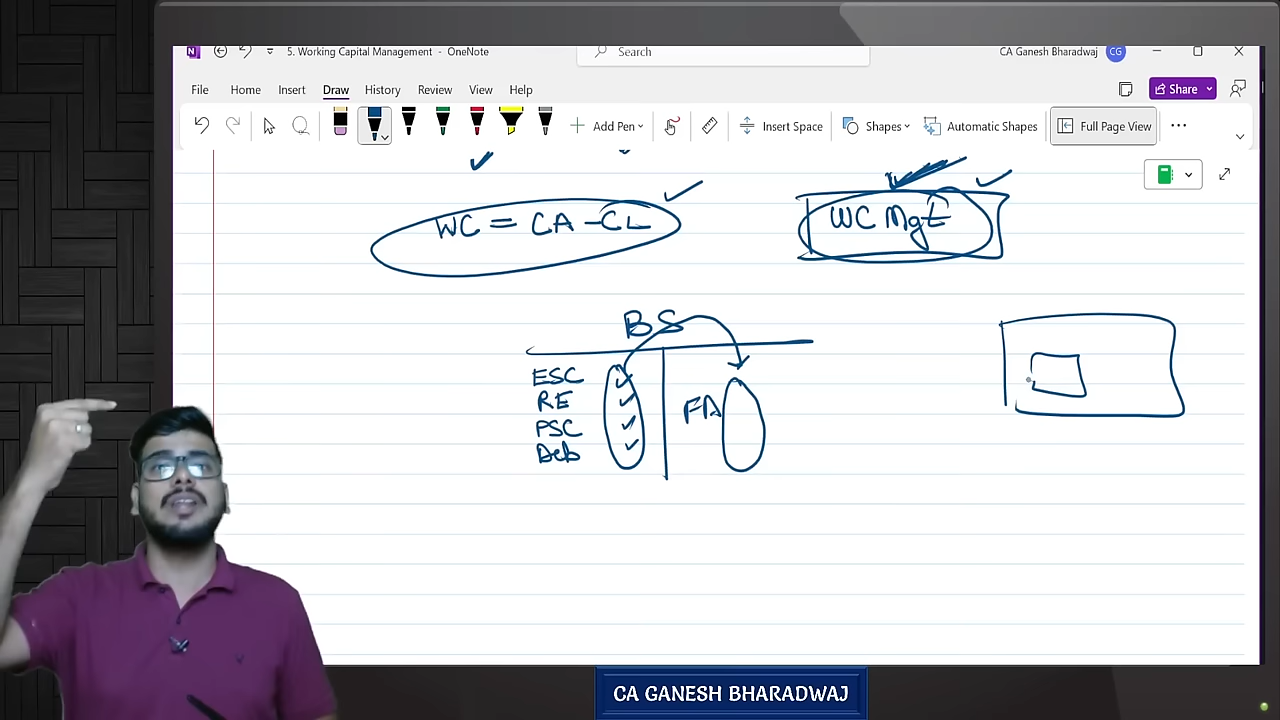 5. Working Capital Management - OneNote
Search
CA Ganesh Bharadwaj CG
File Home Insert Draw History Review View Help
Share
Add Pen
Insert Space
Shapes
Automatic Shapes
Full Page View
WC = CA - CL
WC Mgt
BS
ESC
RE
PSC
Deb
FA
CA GANESH BHARADWAJ